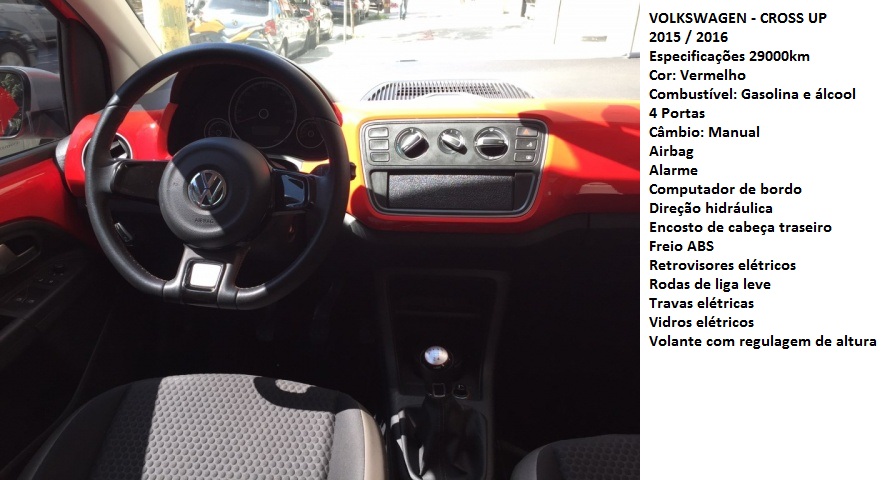 VOLKSWAGEN - CROSS UP
2015 / 2016
Especificações 29000km
Cor: Vermelho
Combustível: Gasolina e álcool
4 Portas
Câmbio: Manual
Airbag
Alarme
Computador de bordo
Direção hidráulica
Encosto de cabeça traseiro
Freio ABS
Retrovisores elétricos
Rodas de liga leve
Travas elétricas
Vidros elétricos
Volante com regulagem de altura